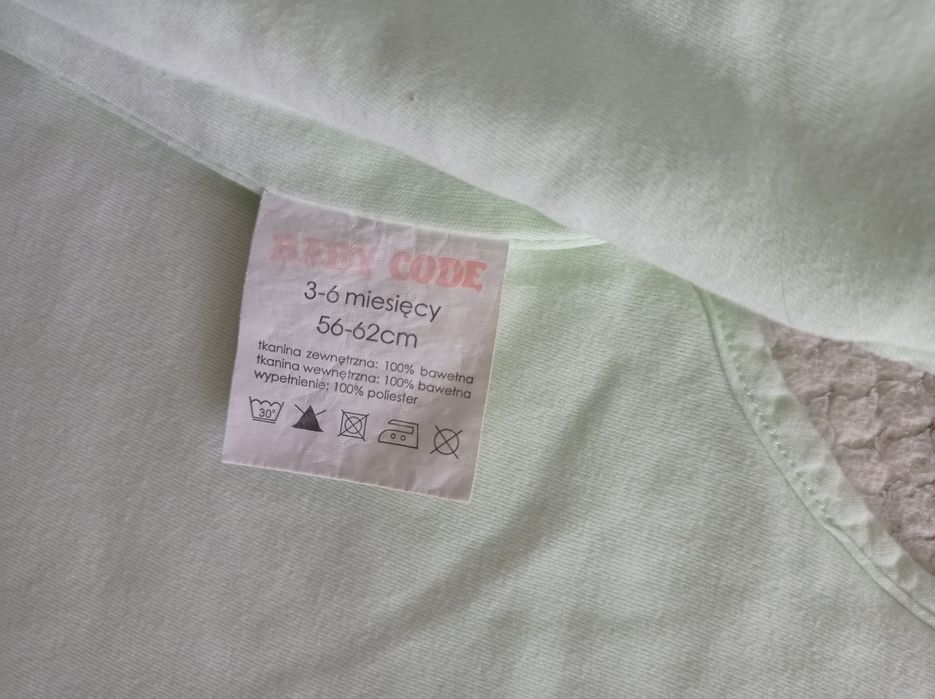 BABY CODE
3-6 miesięcy
56-62cm
tkanina zewnętrzna: 100% bawełna
tkanina wewnętrzna: 100% bawełna
wypełnienie: 100% poliester
30°